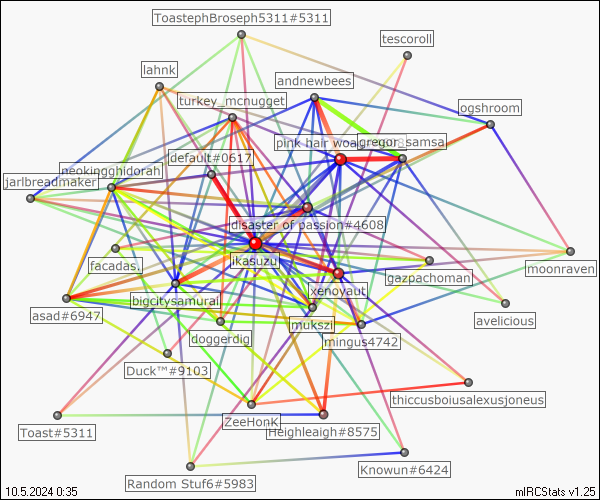 ToastephBroseph5311#5311
tescoroll
lahnk
andnewbees
turkey_mcnugget
ogshroom
pink hair woa
gregor_samsa
default#0617
neokingghidorah
jarlbreadmaker
disaster of passion#4608
ikasuzu
facadas.
gazpachoman
moonraven
xenoyaut
bigcitysamurai
asad#6947
mukszi
avelicious
doggerdig
mingus4742
Duck™#9103
thiccusboiusalexusjoneus
ZeeHonK
Toast#5311
Heighleaigh#8575
Knowun#6424
Random Stuf6#5983
10.5.2024 0:35
mIRCStats v1.25